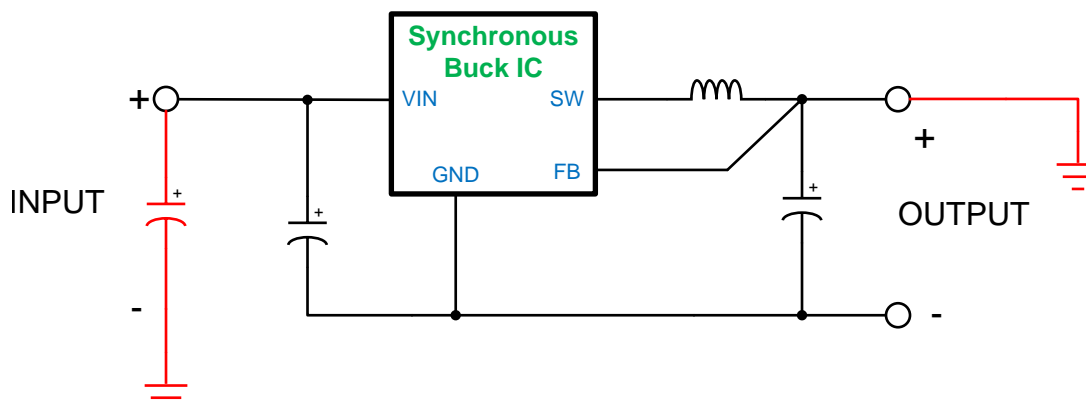 Synchronous
Buck IC
+
VIN
SW
+
GND
FB
INPUT
+
+
+
OUTPUT
-
-